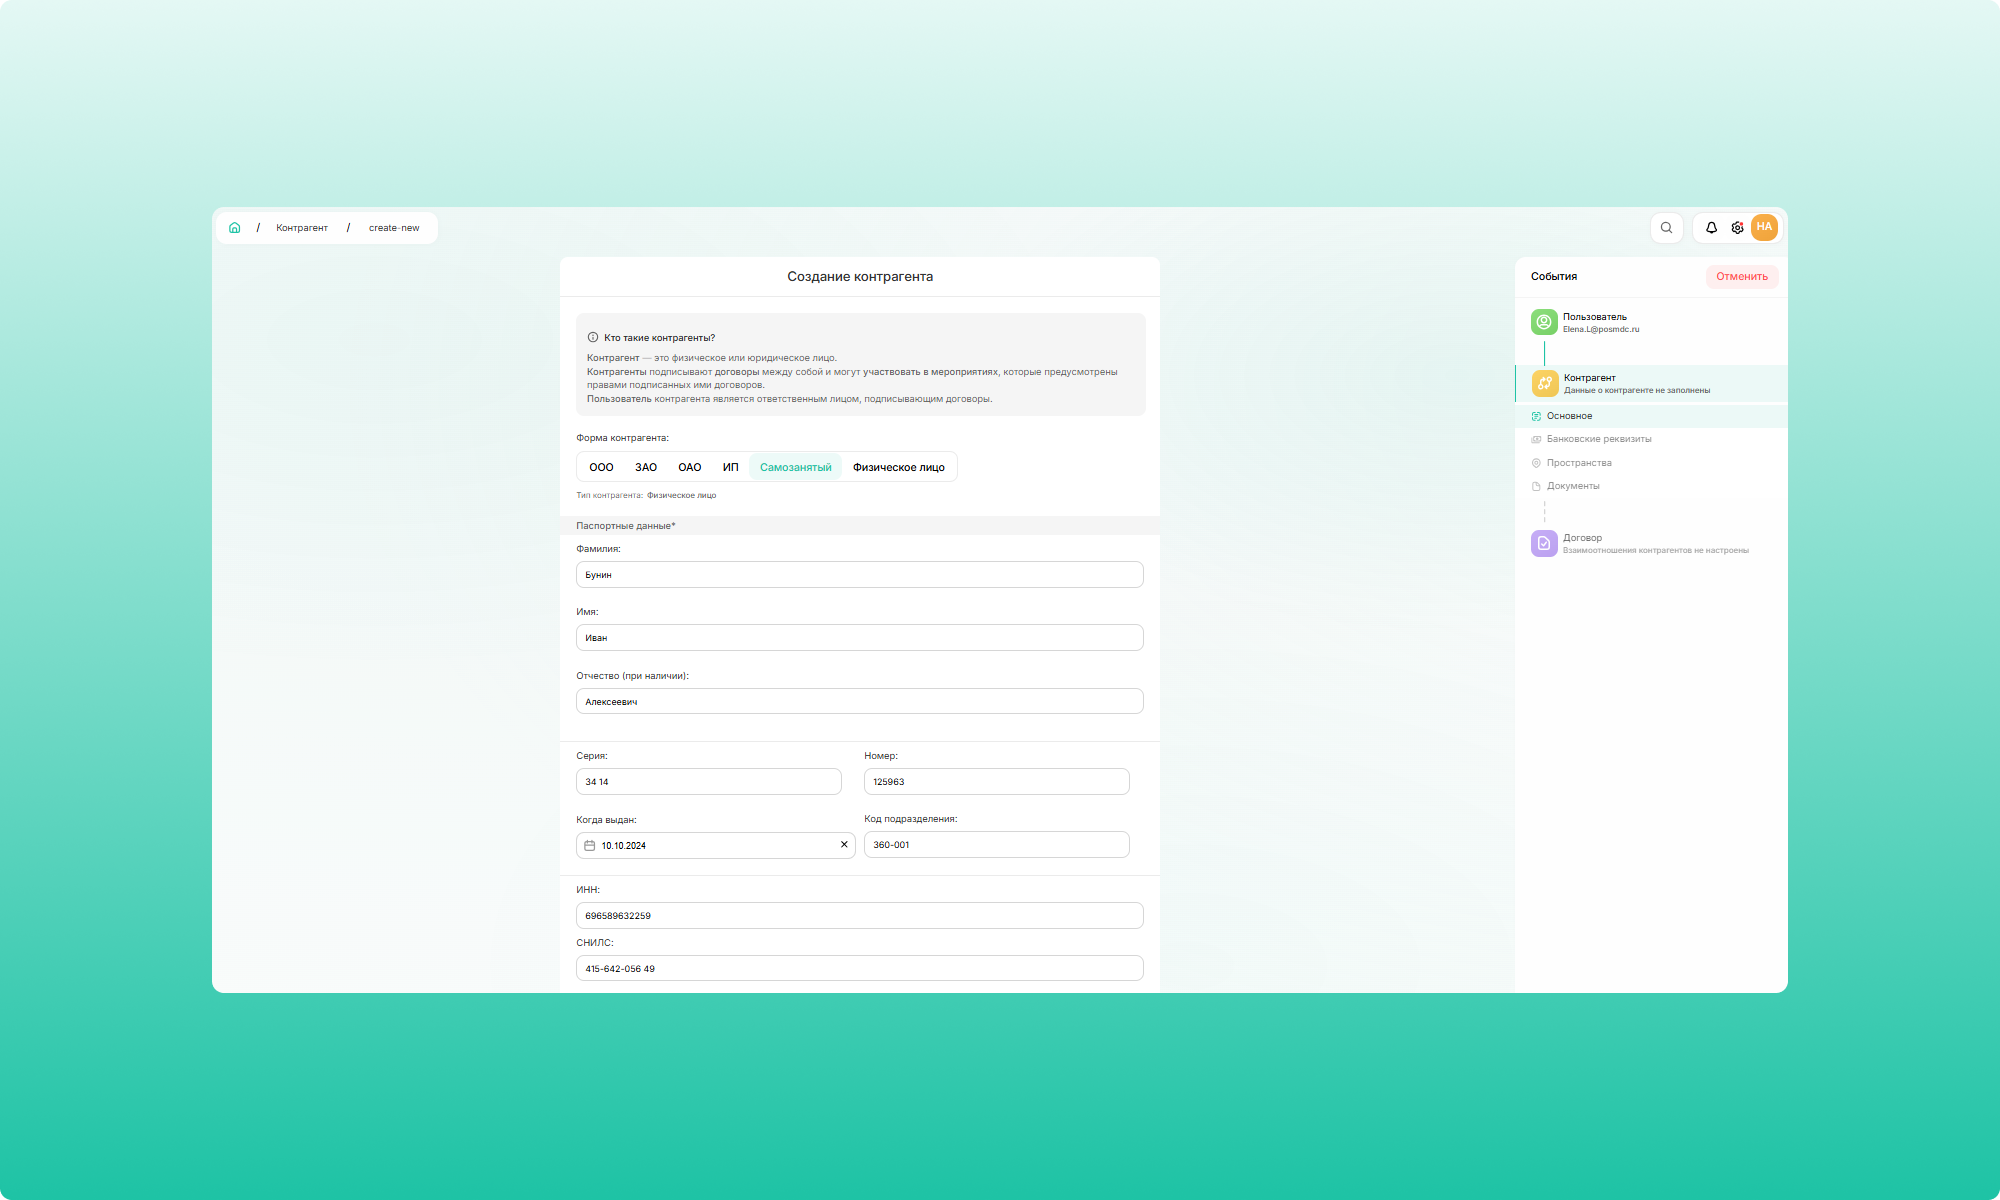 / Контрагент / create-new
НА
Создание контрагента
Кто такие контрагенты?
Контрагент — это физическое или юридическое лицо.
Контрагенты подписывают договоры между собой и могут участвовать в мероприятиях, которые предусмотрены
правами подписанных ими договоров.
Пользователь контрагента является ответственным лицом, подписывающим договоры.
Форма контрагента:
ООО ЗАО ОАО ИП Самозанятый Физическое лицо
Тип контрагента: Физическое лицо
Паспортные данные*
Фамилия:
Бунин
Имя:
Иван
Отчество (при наличии):
Алексеевич
Серия: Номер:
34 14 125963
Когда выдан: Код подразделения:
10.10.2024 360-001
ИНН:
696589632259
СНИЛС:
415-642-056 49
События Отменить
Пользователь
Elena.L@posmdc.ru
Контрагент
Данные о контрагенте не заполнены
Основное
Банковские реквизиты
Пространства
Документы
Договор
Взаимоотношения контрагентов не настроены